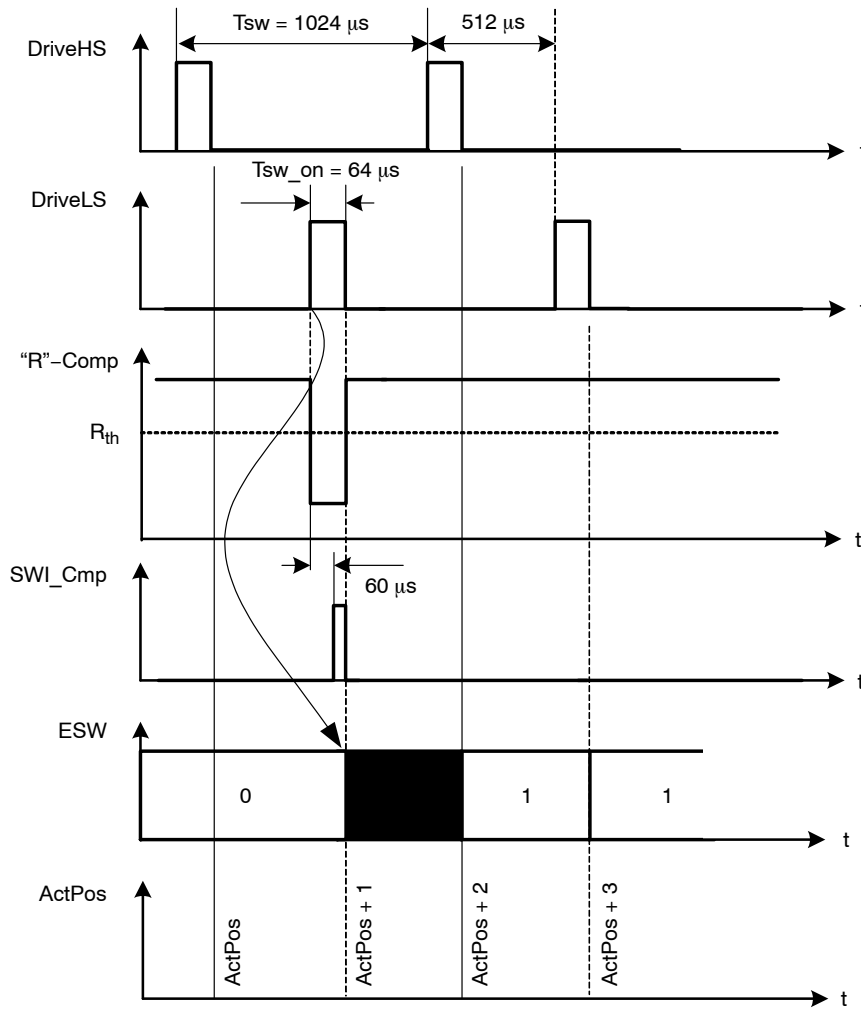 Tsw = 1024 μs
512 μs
DriveHS
t
Tsw_on = 64 μs
DriveLS
t
“R”−Comp
Rth
t
SWI_Cmp
60 μs
t
ESW
0
1
1
t
ActPos
ActPos
ActPos + 1
ActPos + 2
ActPos + 3
t